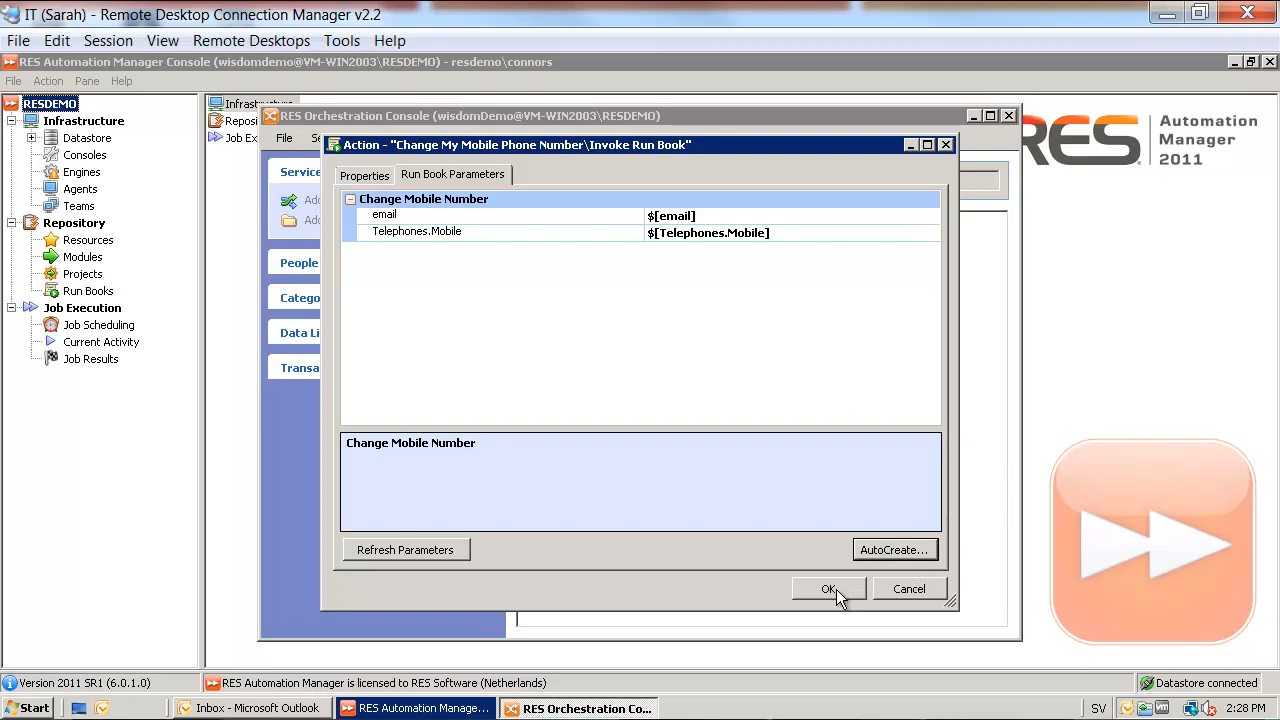 IT (Sarah) - Remote Desktop Connection Manager v2.2
File Edit Session View Remote Desktops Tools Help
RES Automation Manager Console (wisdomdemo@VM-WIN2003\RESDEMO) - resdemo\connors
File Action Pane Help
RESDEMO
Infrastructure
Datastore
Consoles
Engines
Agents
Teams
Repository
Resources
Modules
Projects
Run Books
Job Execution
Job Scheduling
Current Activity
Job Results
Infrastructure
Reposi
Job Ex
RES Orchestration Console (wisdomDemo@VM-WIN2003\RESDEMO)
File S
Service
Add
Add
People
Catego
Data Li
Transa
Action - "Change My Mobile Phone Number\Invoke Run Book"
Properties Run Book Parameters
Change Mobile Number
email $[email]
Telephones.Mobile $[Telephones.Mobile]
Change Mobile Number
Refresh Parameters AutoCreate...
OK Cancel
RES Automation
Manager
2011
Version 2011 SR1 (6.0.1.0) RES Automation Manager is licensed to RES Software (Netherlands) Datastore connected
Start Inbox - Microsoft Outlook RES Automation Manage... RES Orchestration Co... SV 2:28 PM